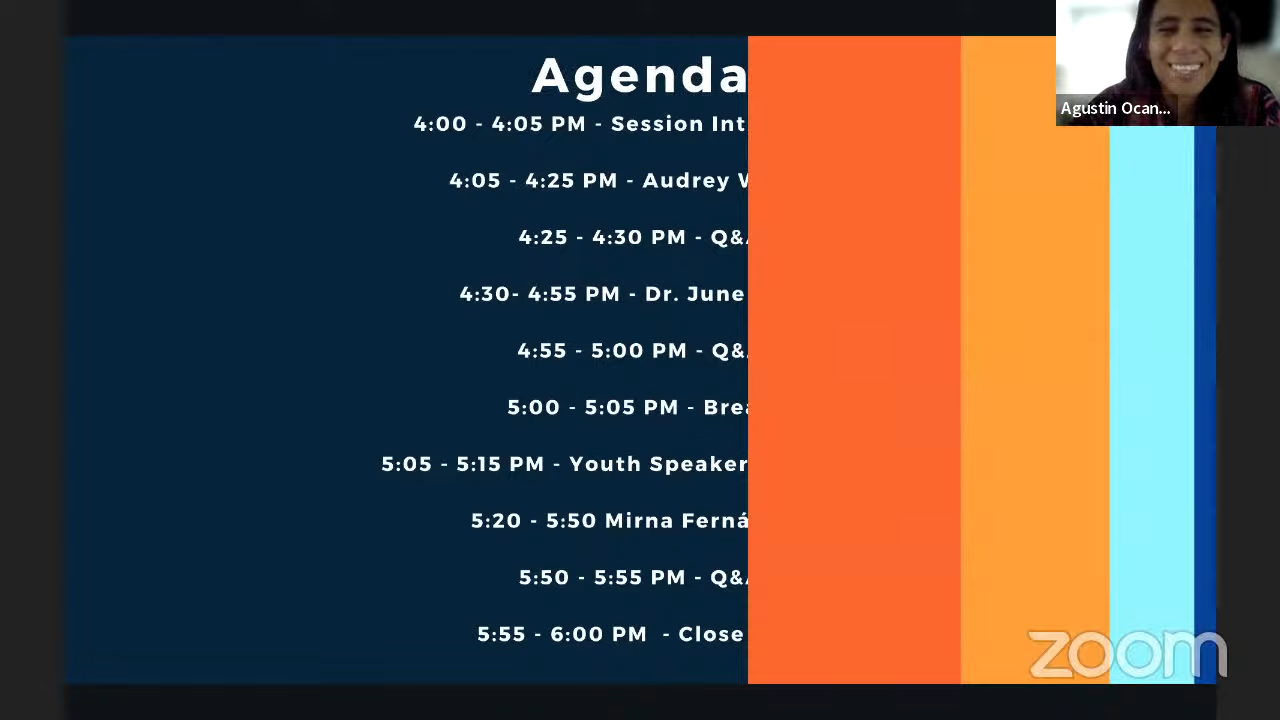 Agenda
4:00 - 4:05 PM - Session Int
4:05 - 4:25 PM - Audrey
4:25 - 4:30 PM - Q&A
4:30- 4:55 PM - Dr. June
4:55 - 5:00 PM - Q&
5:00 - 5:05 PM - Brea
5:05 - 5:15 PM - Youth Speaker
5:20 - 5:50 Mirna Ferná
5:50 - 5:55 PM - Q&A
5:55 - 6:00 PM - Close
Agustin Ocan...
zoom